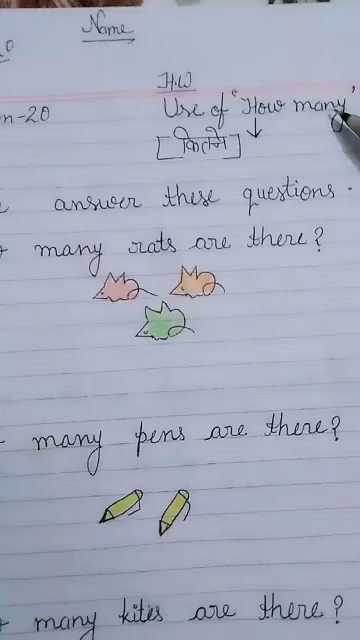 Name
H.W
n-20
Use of "How many"
[कितने]
answer these questions.
many rats are there?
many pens are there?
many kites are there?